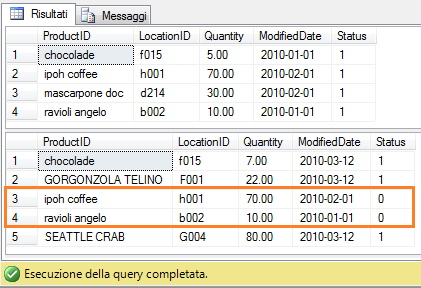 Risultati Messaggi
ProductID LocationID Quantity ModifiedDate Status
1 chocolade f015 5.00 2010-01-01 1
2 ipoh coffee h001 70.00 2010-01-01 1
3 mascarpone doc d214 30.00 2010-02-01 1
4 ravioli angelo b002 10.00 2010-01-01 1
ProductID LocationID Quantity ModifiedDate Status
1 chocolade f015 7.00 2010-03-12 1
2 GORGONZOLA TELINO F001 22.00 2010-03-12 1
3 ipoh coffee h001 70.00 2010-02-01 0
4 ravioli angelo b002 10.00 2010-01-01 0
5 SEATTLE CRAB G004 80.00 2010-03-12 1
Esecuzione della query completata.